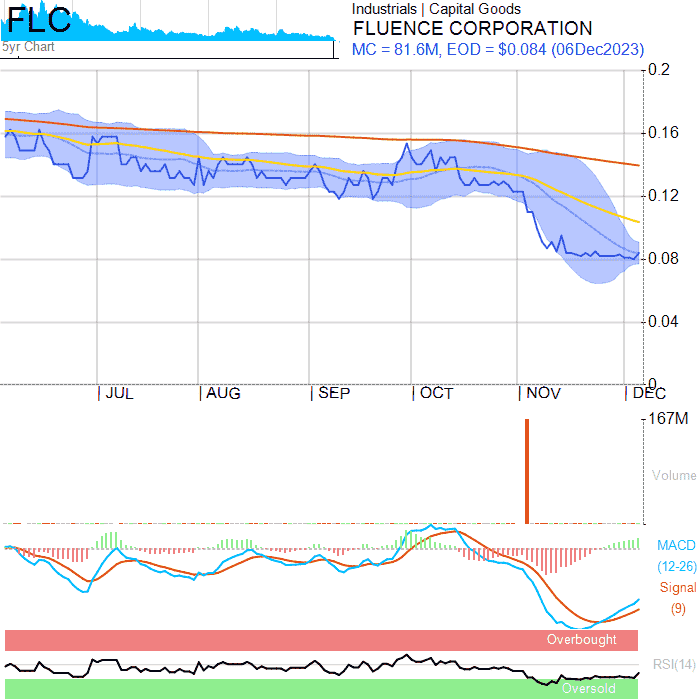 FLC
5yr Chart
Industrials | Capital Goods
FLUENCE CORPORATION
MC = 81.6M, EOD = $0.084 (06Dec2023)
0.2
0.16
0.12
0.08
0.04
0
JUL AUG SEP OCT NOV DEC
167M
Volume
MACD
(12-26)
Signal
(9)
Overbought
RSI(14)
Oversold